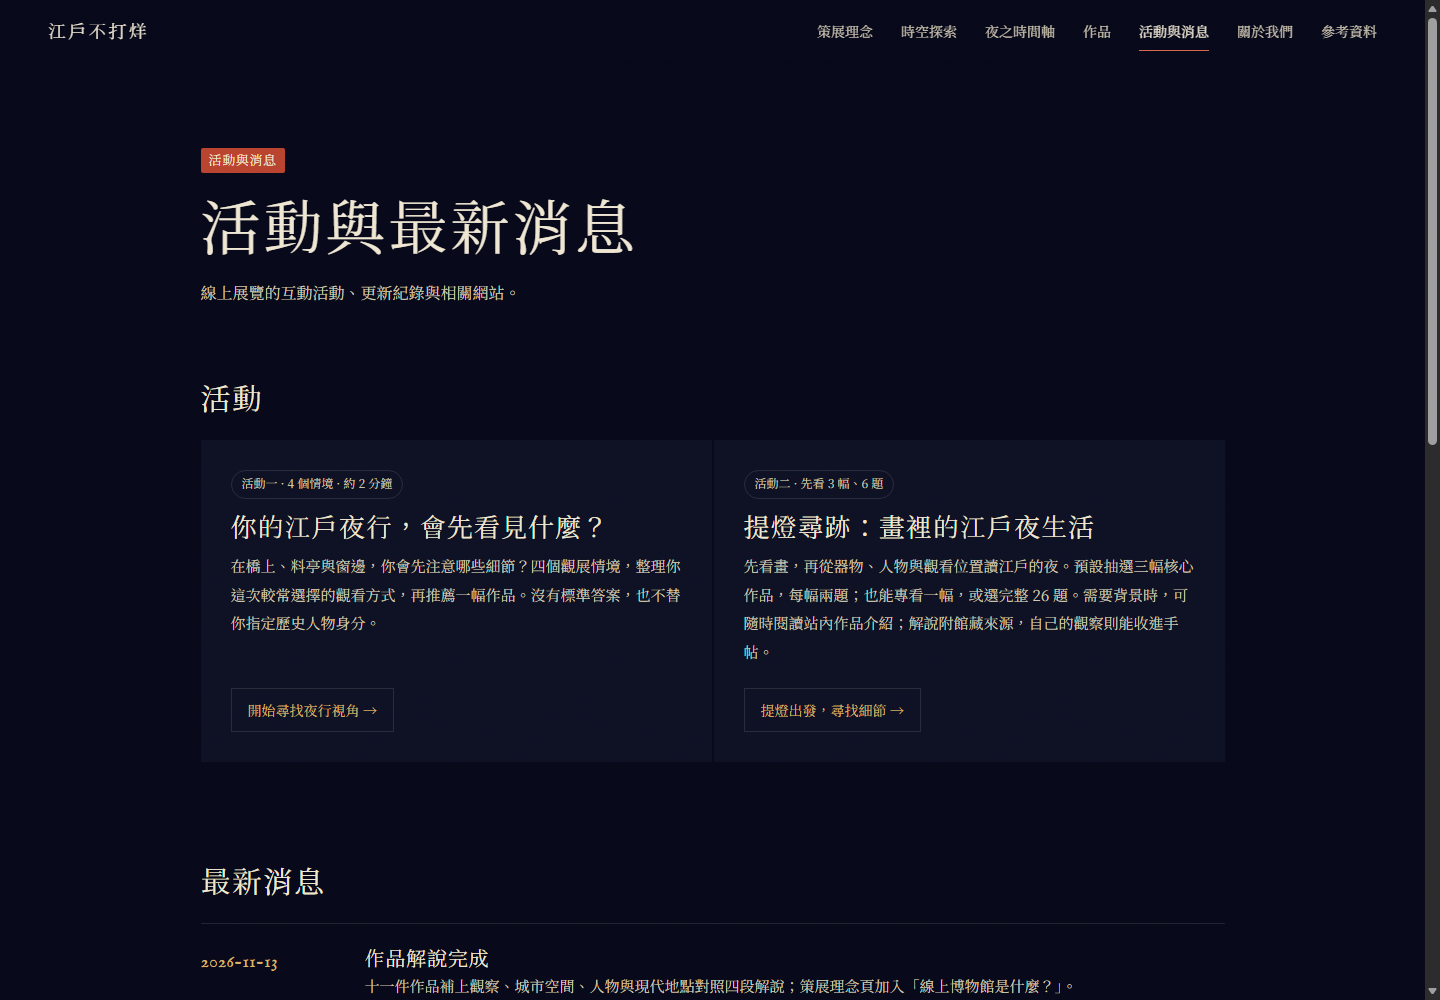 江戶不打烊
策展理念 時空探索 夜之時間軸 作品 活動與消息 關於我們 參考資料
活動與消息
活動與最新消息
線上展覽的互動活動、更新紀錄與相關網站。
活動
活動一 · 4 個情境 · 約 2 分鐘
你的江戶夜行，會先看見什麼？
在橋上、料亭與窗邊，你會先注意哪些細節？四個觀展情境，整理你
這次較常選擇的觀看方式，再推薦一幅作品。沒有標準答案，也不替
你指定歷史人物身分。
開始尋找夜行視角 →
活動二 · 先看 3 幅、6 題
提燈尋跡：畫裡的江戶夜生活
先看畫，再從器物、人物與觀看位置讀江戶的夜。預設抽選三幅核心
作品，每幅兩題；也能專看一幅，或選完整 26 題。需要背景時，可
隨時閱讀站內作品介紹；解說附館藏來源，自己的觀察則能收進手
帖。
提燈出發，尋找細節 →
最新消息
2026-11-13
作品解說完成
十一件作品補上觀察、城市空間、人物與現代地點對照四段解說；策展理念頁加入「線上博物館是什麼？」。